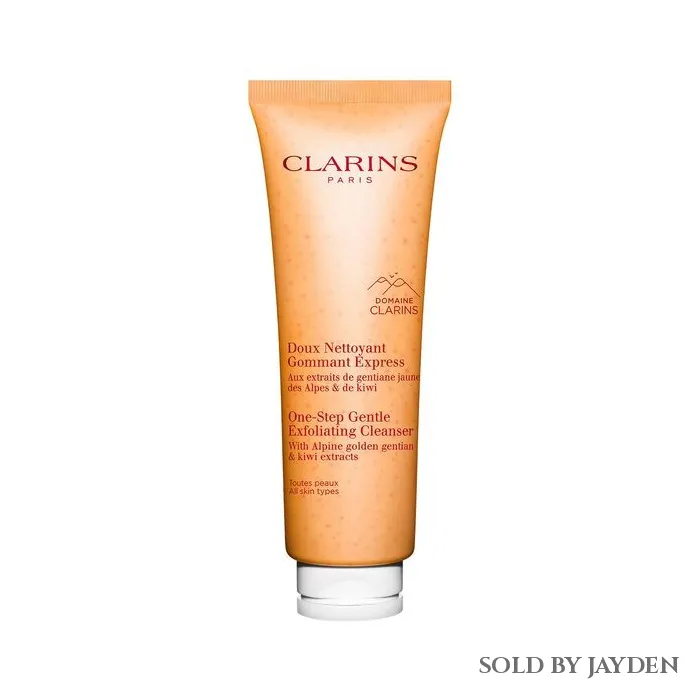 CLARINS
PARIS
DOMAINE
CLARINS
Doux Nettoyant
Gommant Express
Aux extraits de gentiane jaune
des Alpes & de kiwi
One-Step Gentle
Exfoliating Cleanser
With Alpine golden gentian
& kiwi extracts
Toutes peaux
All skin types
SOLD BY JAYDEN